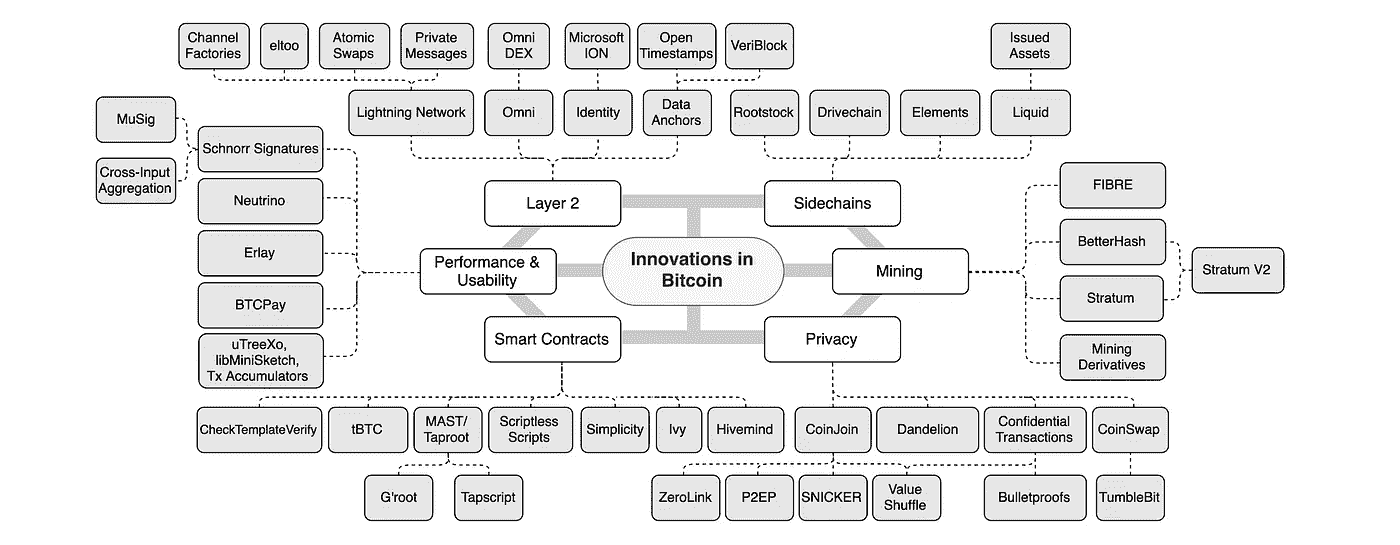 Channel
Factories
eltoo
Atomic
Swaps
Private
Messages
Omni
DEX
Microsoft
ION
Open
Timestamps
VeriBlock
Issued
Assets
Lightning Network
Omni
Identity
Data
Anchors
Rootstock
Drivechain
Elements
Liquid
MuSig
Cross-Input
Aggregation
Schnorr Signatures
Neutrino
Erlay
BTCPay
uTreeXo,
libMiniSketch,
Tx Accumulators
Layer 2
Sidechains
Performance &
Usability
Innovations in
Bitcoin
Mining
Smart Contracts
Privacy
FIBRE
BetterHash
Stratum
Stratum V2
Mining
Derivatives
CheckTemplateVerify
tBTC
MAST/
Taproot
Scriptless
Scripts
Simplicity
Ivy
Hivemind
CoinJoin
Dandelion
Confidential
Transactions
CoinSwap
G'root
Tapscript
ZeroLink
P2EP
SNICKER
Value
Shuffle
Bulletproofs
TumbleBit